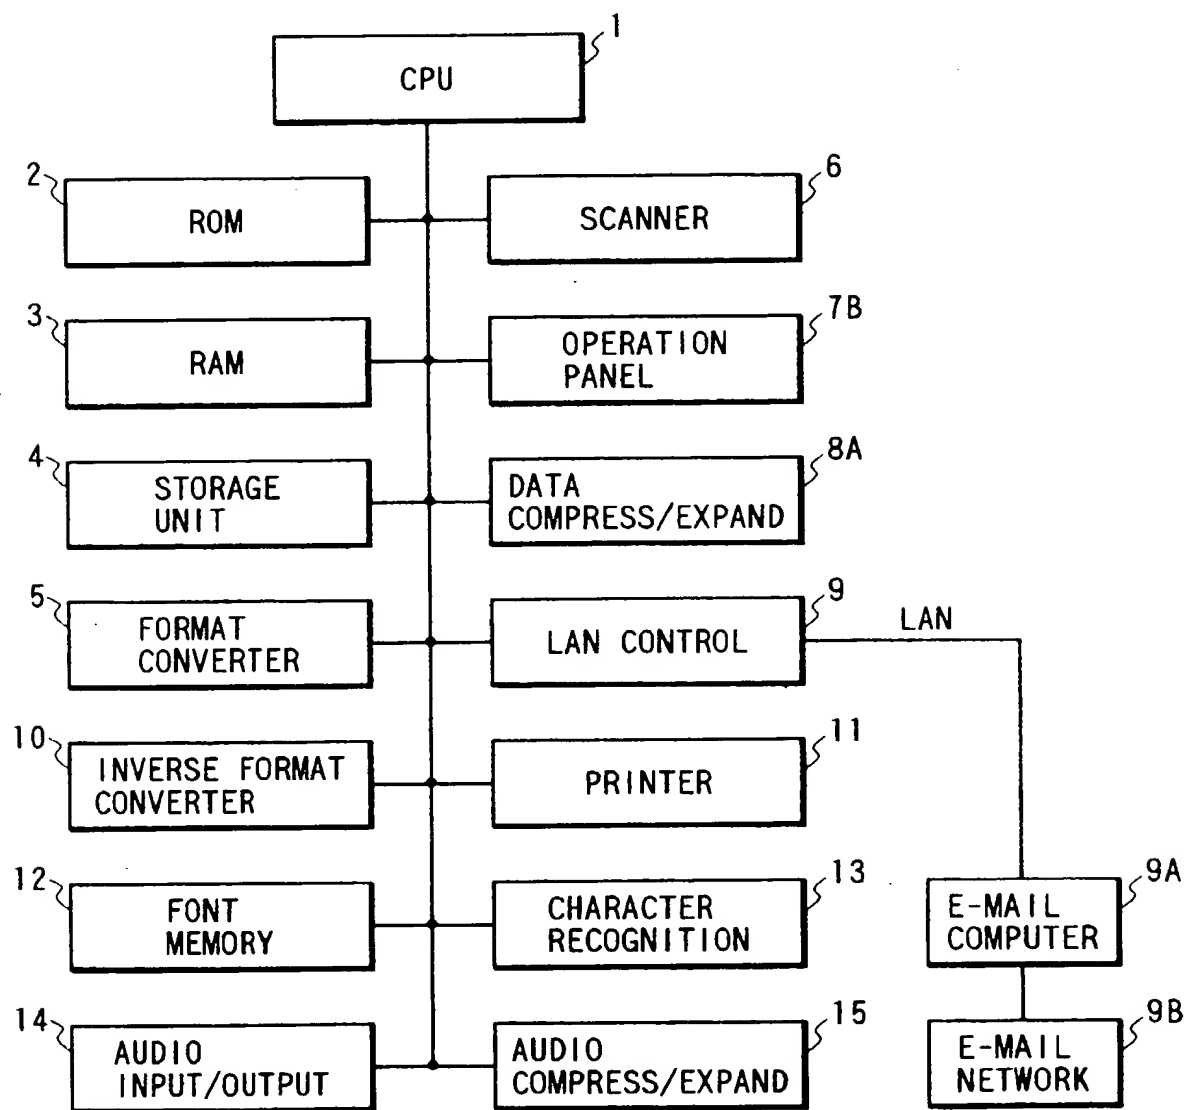 1
CPU
2
ROM
6
SCANNER
3
RAM
7B
OPERATION
PANEL
4
STORAGE
UNIT
8A
DATA
COMPRESS/EXPAND
5
FORMAT
CONVERTER
9
LAN CONTROL
LAN
10
INVERSE FORMAT
CONVERTER
11
PRINTER
12
FONT
MEMORY
13
CHARACTER
RECOGNITION
9A
E-MAIL
COMPUTER
14
AUDIO
INPUT/OUTPUT
15
AUDIO
COMPRESS/EXPAND
9B
E-MAIL
NETWORK